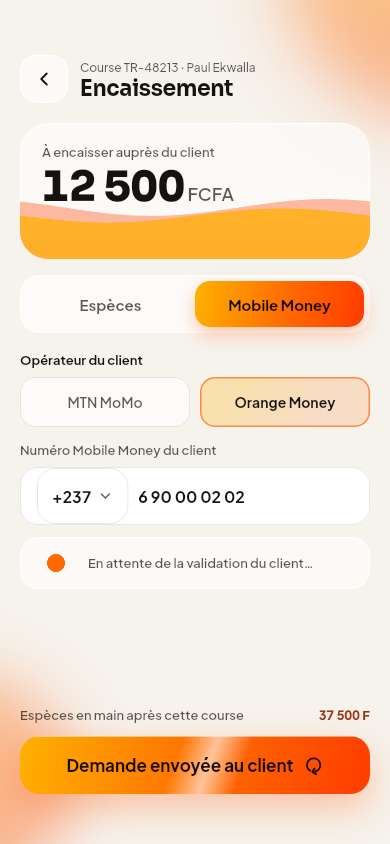 Course TR-48213 · Paul Ekwalla
Encaissement
À encaisser auprès du client
12 500 FCFA
Espèces
Mobile Money
Opérateur du client
MTN MoMo
Orange Money
Numéro Mobile Money du client
+237
6 90 00 02 02
En attente de la validation du client…
Espèces en main après cette course
37 500 F
Demande envoyée au client